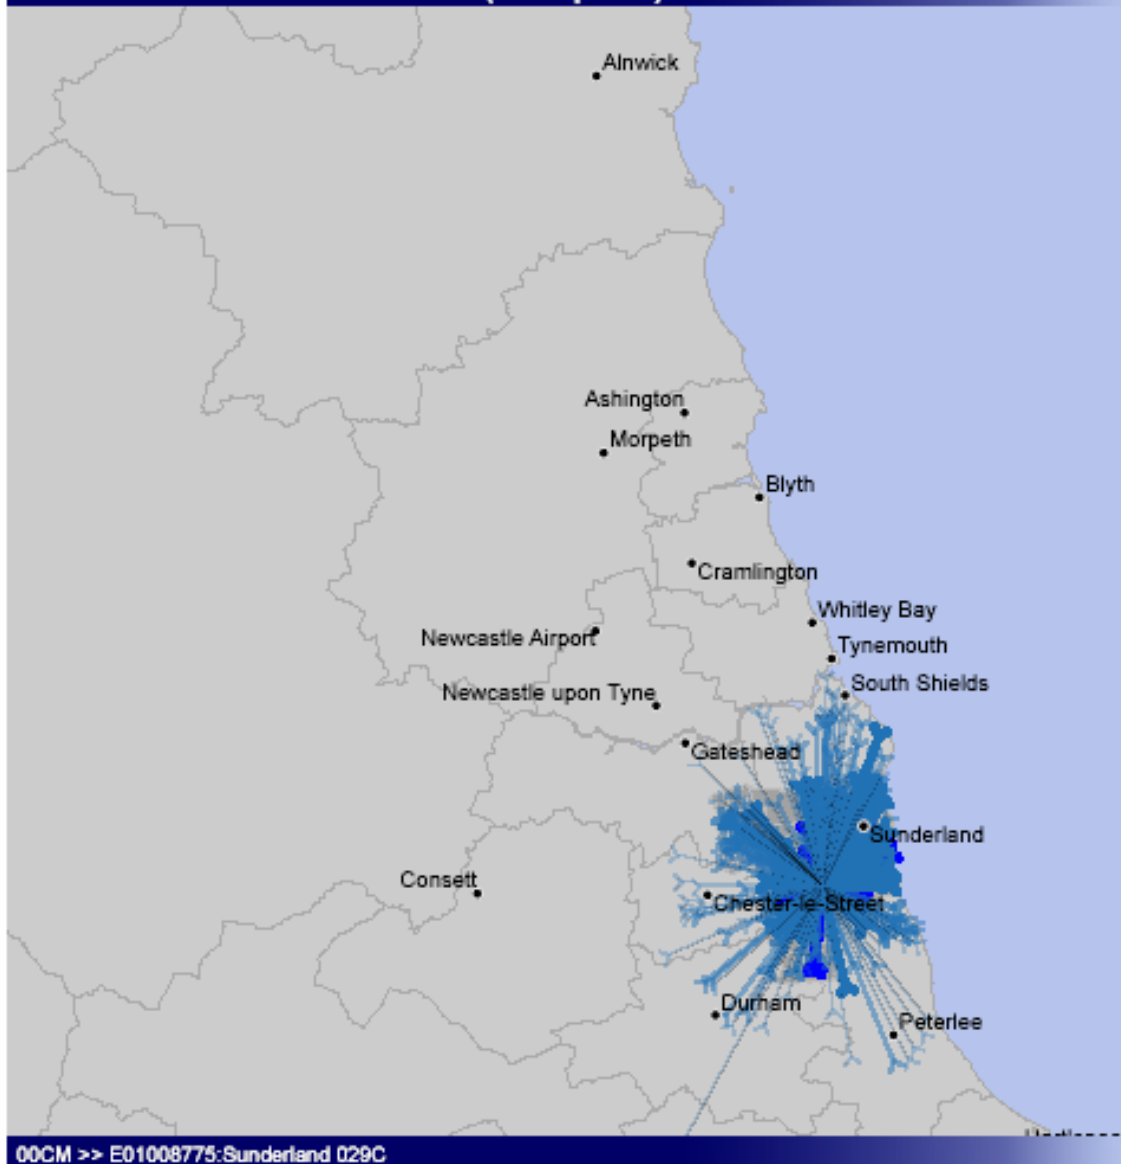 Alnwick
Ashington
Morpeth
Blyth
Cramlington
Whitley Bay
Newcastle Airport
Tynemouth
South Shields
Newcastle upon Tyne
Gateshead
Sunderland
Consett
Chester-le-Street
Durham
Peterlee
00CM >> E01008775:Sunderland 029C